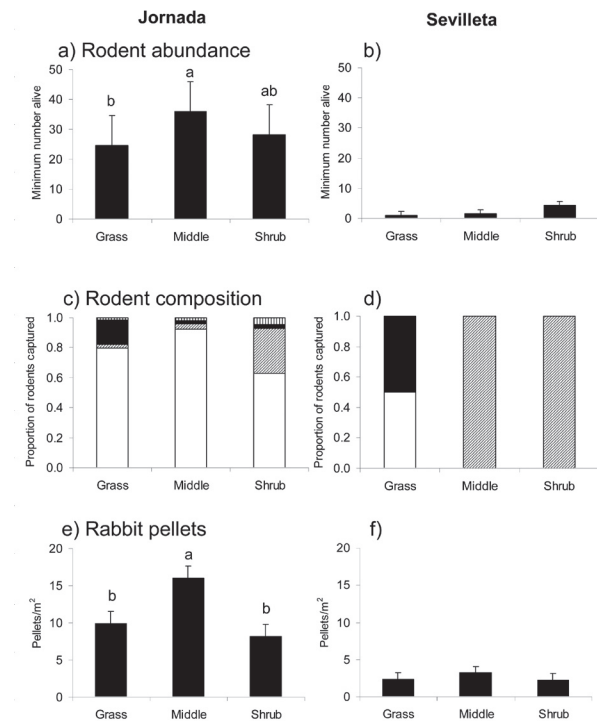 Jornada
Sevilleta
a) Rodent abundance
b)
Minimum number alive
50
40
30
20
10
0
b
a
ab
Grass
Middle
Shrub
Minimum number alive
50
40
30
20
10
0
Grass
Middle
Shrub
c) Rodent composition
d)
Proportion of rodents captured
1.0
0.8
0.6
0.4
0.2
0.0
Grass
Middle
Shrub
Proportion of rodents captured
1.0
0.8
0.6
0.4
0.2
0.0
Grass
Middle
Shrub
e) Rabbit pellets
f)
Pellets/m²
20
15
10
5
0
b
a
b
Grass
Middle
Shrub
Pellets/m²
20
15
10
5
0
Grass
Middle
Shrub